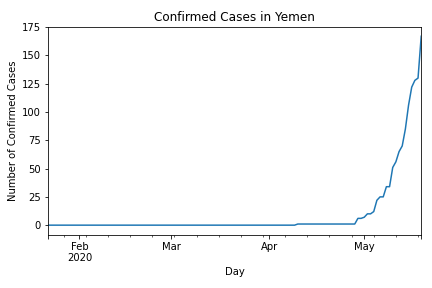 Confirmed Cases in Yemen
175
150
125
100
75
50
25
0
Number of Confirmed Cases
Feb
2020
Mar
Apr
May
Day